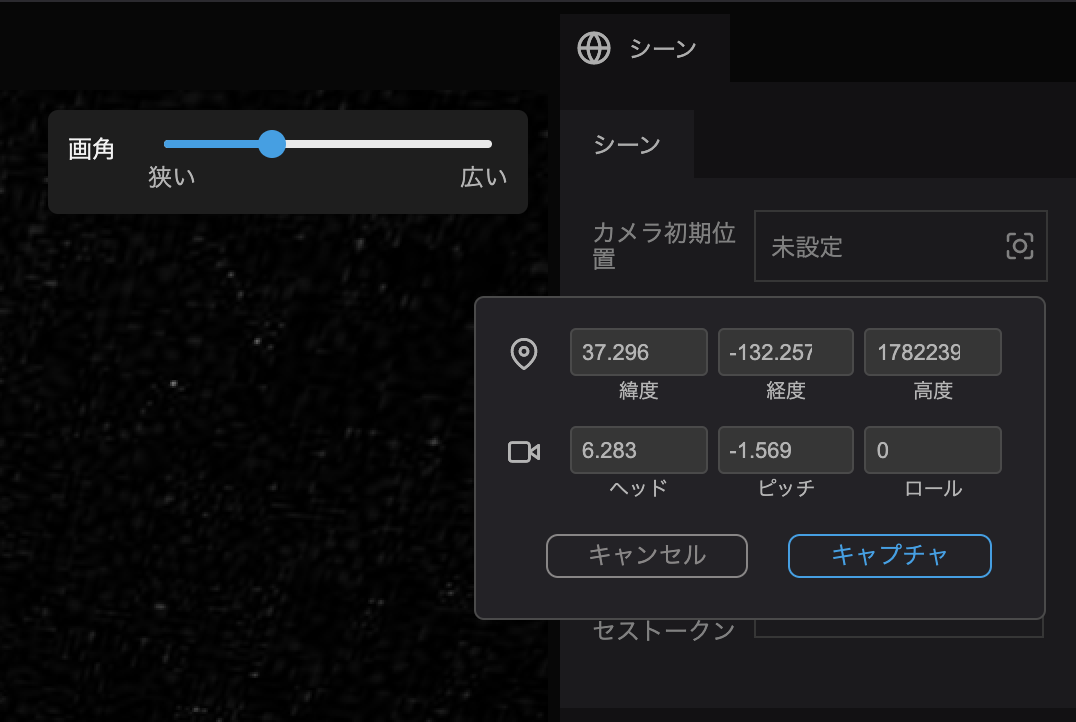 シーン
画角
狭い
広い
シーン
カメラ初期位
置
未設定
37.296
-132.257
1782239
緯度
経度
高度
6.283
-1.569
0
ヘッド
ピッチ
ロール
キャンセル
キャプチャ
セストークン